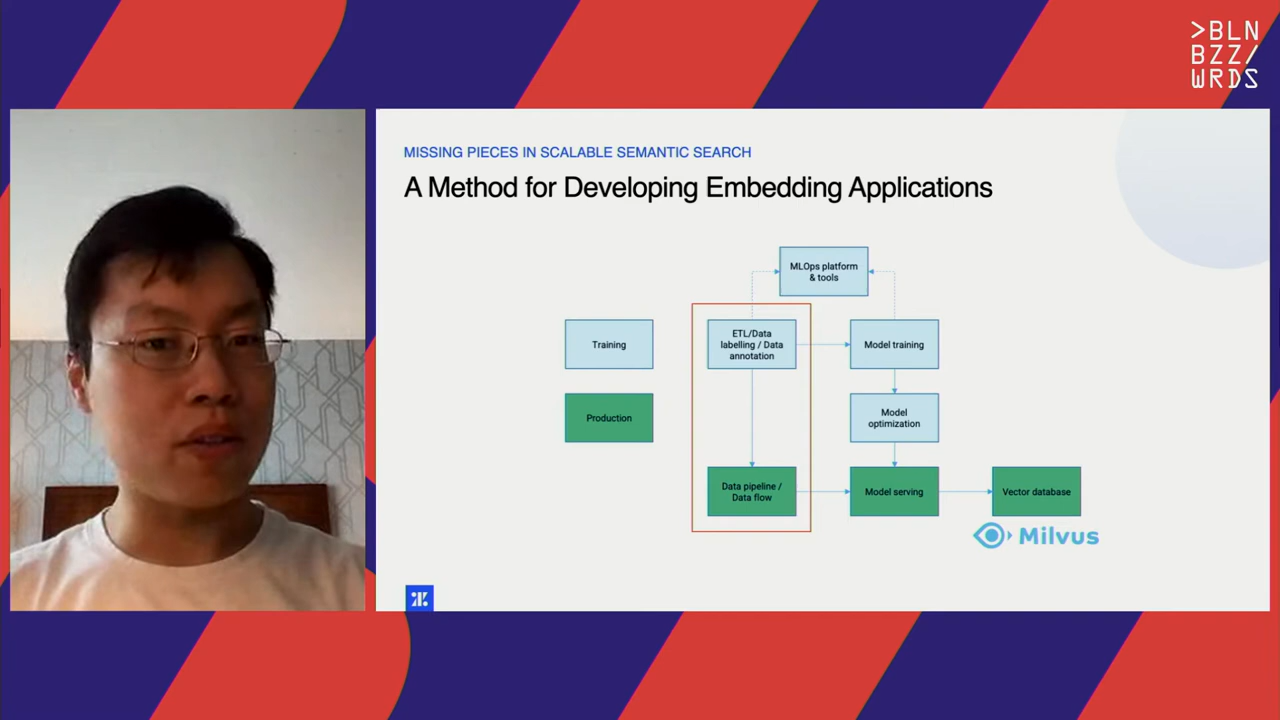 >BLN
BZZ/
WRDS
MISSING PIECES IN SCALABLE SEMANTIC SEARCH
A Method for Developing Embedding Applications
MLOps platform
& tools
Training
ETL/Data
labelling / Data
annotation
Model training
Production
Model
optimization
Data pipeline /
Data flow
Model serving
Vector database
Milvus